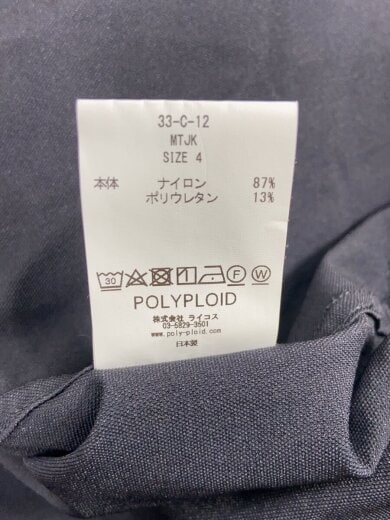 33-C-12
MTJK
SIZE 4
本体 ナイロン 87%
ポリウレタン 13%
30 F W
POLYPLOID
株式会社 ライコス
03-5829-3501
www.poly-ploid.com
日本製